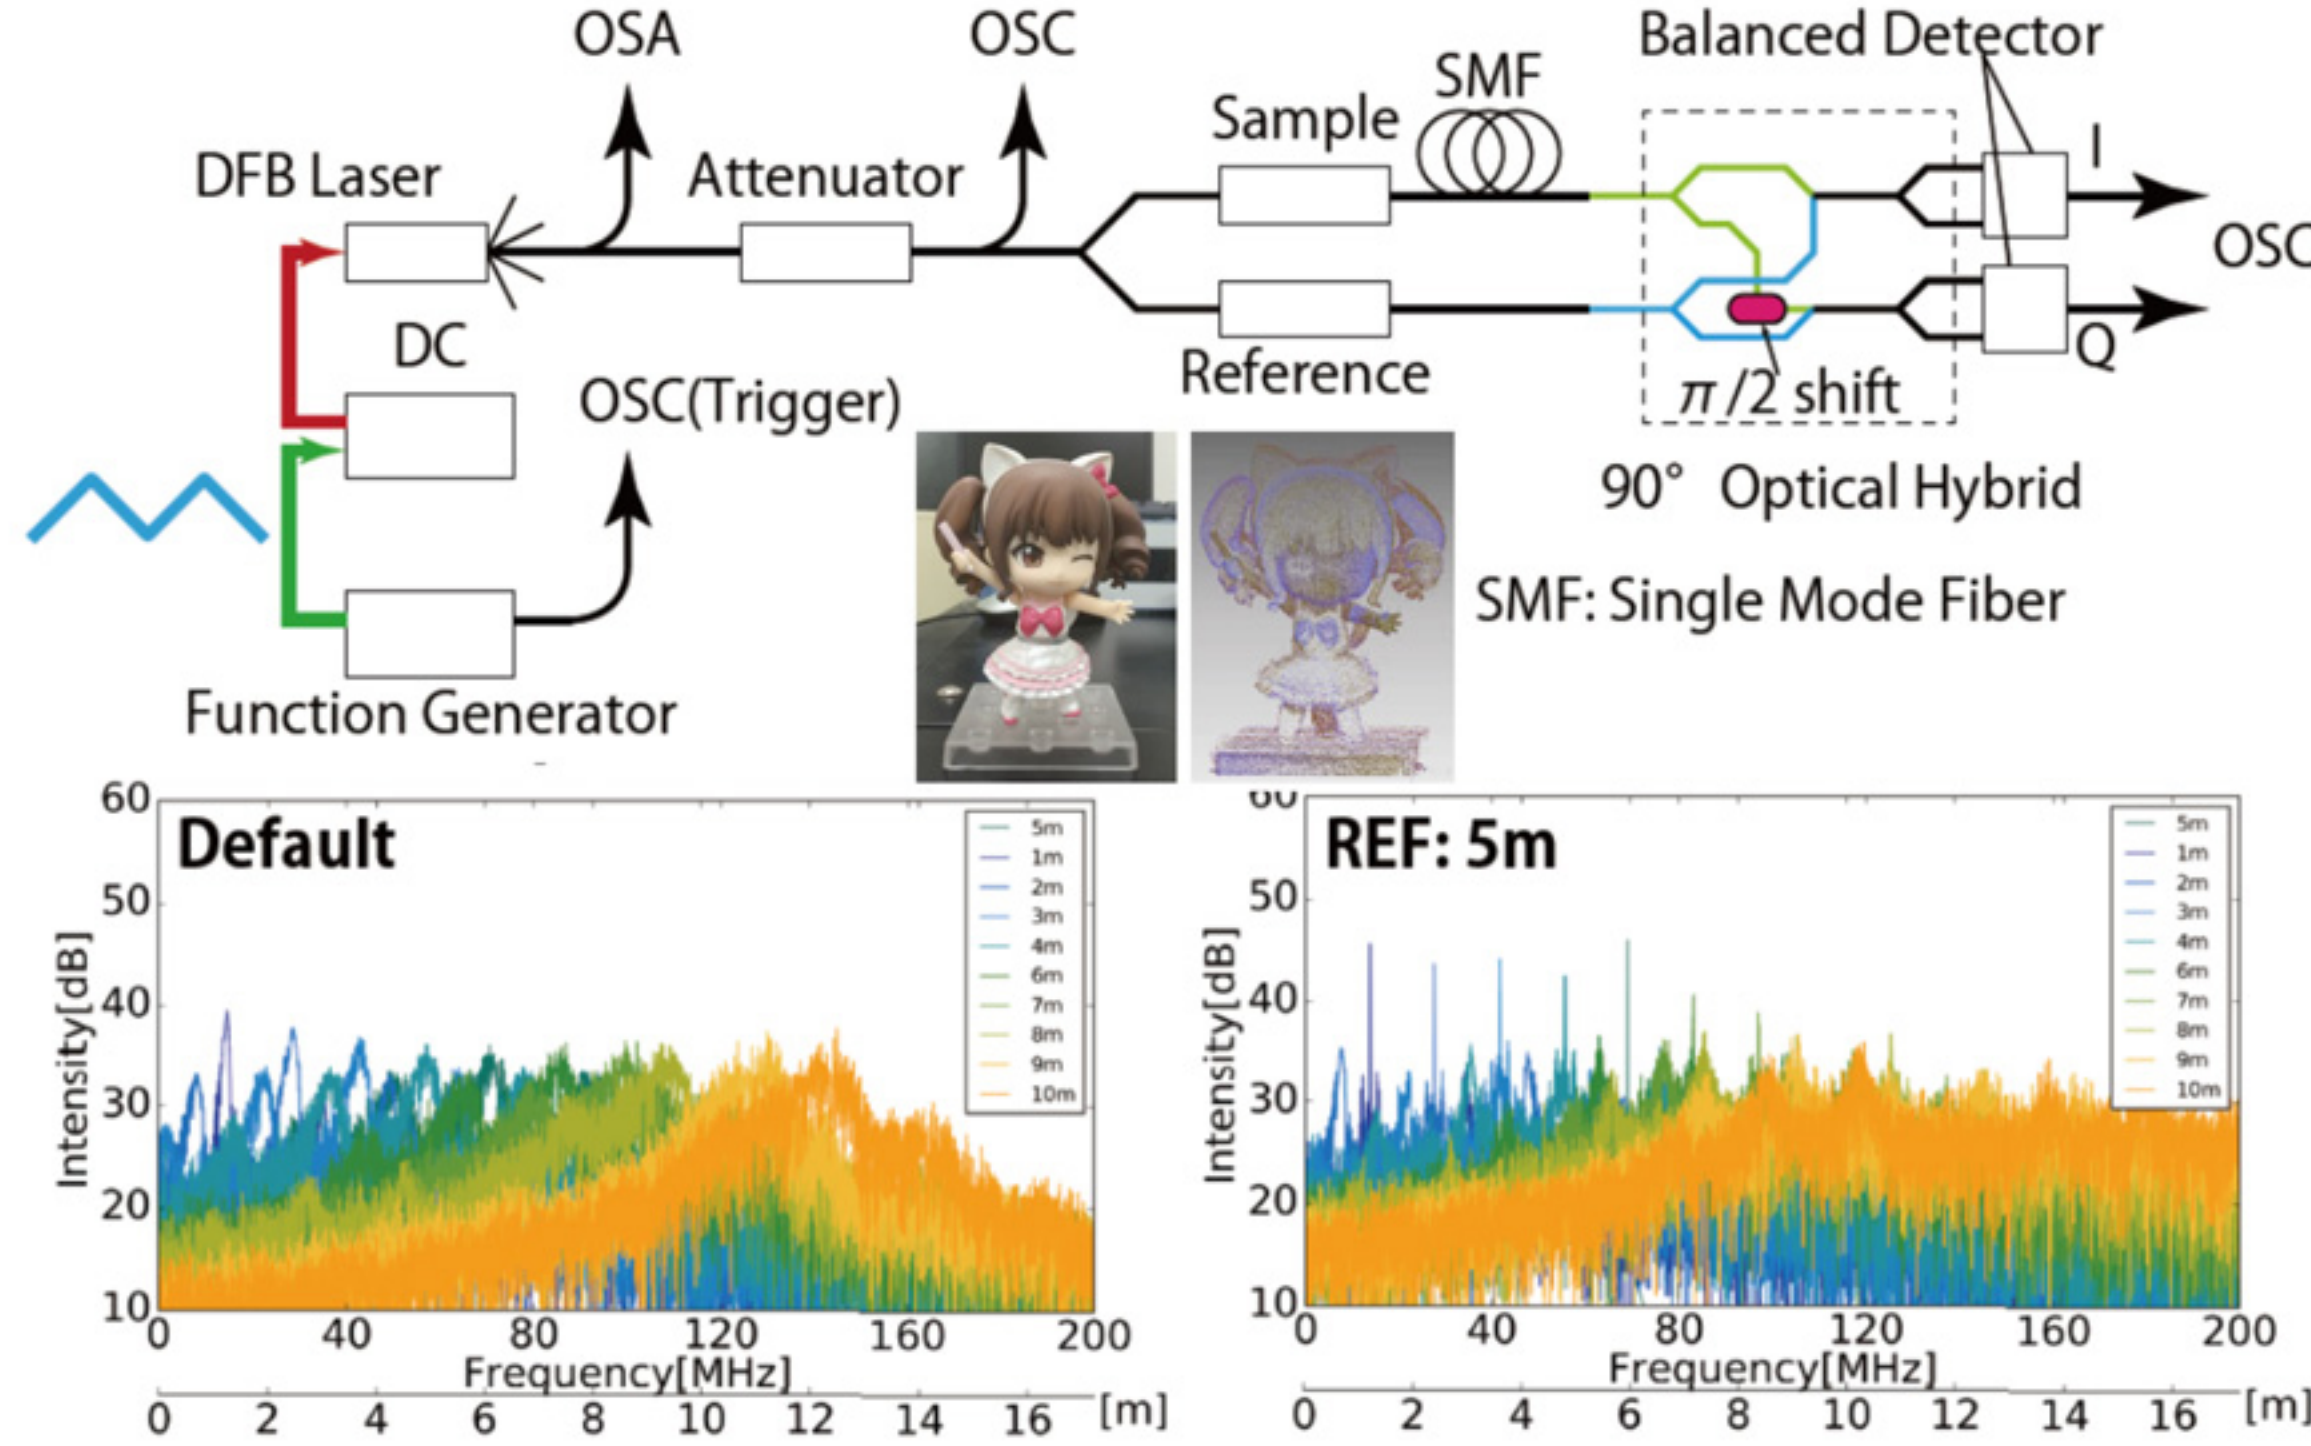 OSA
OSC
Balanced Detector
SMF
Sample
DFB Laser
Attenuator
I
OSC
DC
OSC(Trigger)
Reference
Q
π/2 shift
90° Optical Hybrid
SMF: Single Mode Fiber
Function Generator
Default
60
50
40
30
20
10
Intensity[dB]
5m
1m
2m
3m
4m
6m
7m
8m
9m
10m
0 40 80 120 160 200
Frequency[MHz]
0 2 4 6 8 10 12 14 16 [m]
REF: 5m
60
50
40
30
20
10
Intensity[dB]
5m
1m
2m
3m
4m
6m
7m
8m
9m
10m
0 40 80 120 160 200
Frequency[MHz]
0 2 4 6 8 10 12 14 16 [m]